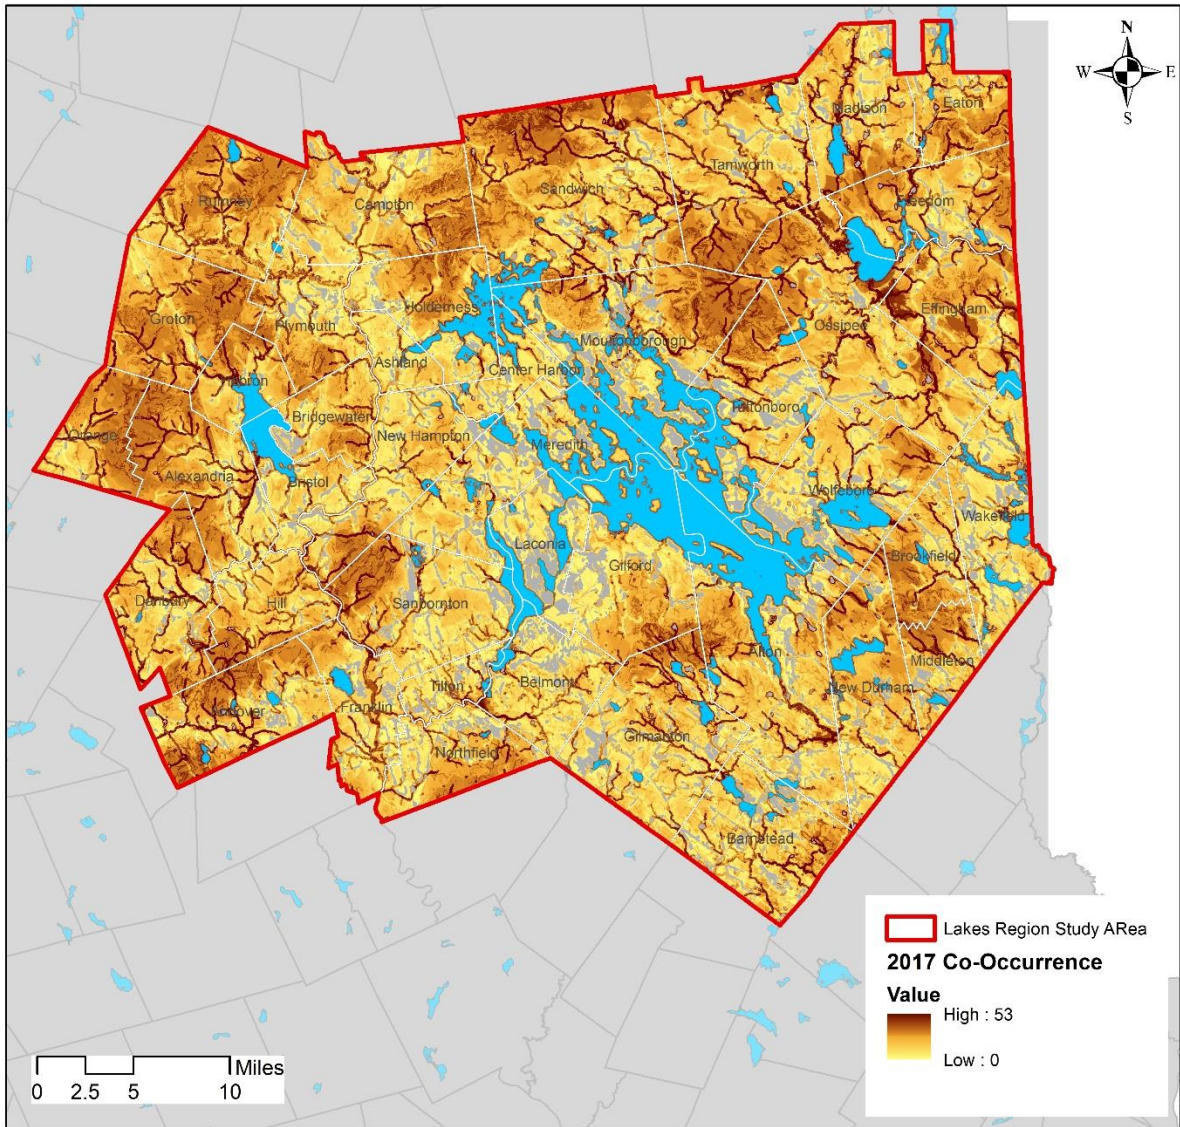 N
W E
S
Madison
Eaton
Tamworth
Sandwich
Rumney
Campton
Freedom
Groton
Plymouth
Holderness
Effingham
Ossipee
Moultonborough
Ashland
Center Harbor
Hebron
Tuftonboro
Bridgewater
New Hampton
Meredith
Orange
Alexandria
Bristol
Wolfeboro
Wakefield
Laconia
Gilford
Brookfield
Danbury
Hill
Sanbornton
Alton
Middleton
Tilton
Belmont
New Durham
Andover
Franklin
Gilmanton
Northfield
Barnstead
Lakes Region Study ARea
2017 Co-Occurrence
Value
High : 53
Low : 0
Miles
0 2.5 5 10